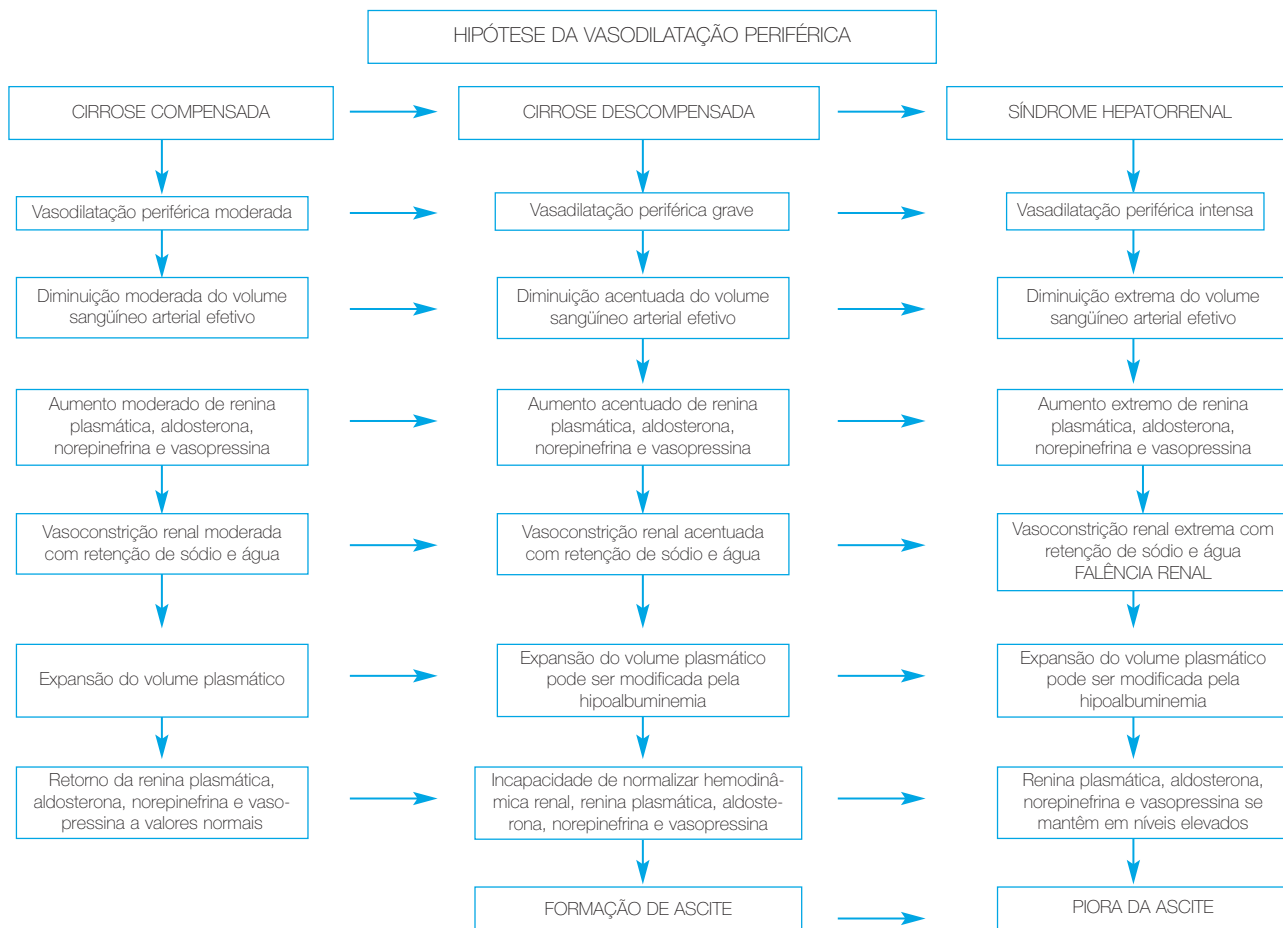 HIPÓTESE DA VASODILATAÇÃO PERIFÉRICA
CIRROSE COMPENSADA
CIRROSE DESCOMPENSADA
SÍNDROME HEPATORRENAL
Vasodilatação periférica moderada
Vasadilatação periférica grave
Vasadilatação periférica intensa
Diminuição moderada do volume
sangüíneo arterial efetivo
Diminuição acentuada do volume
sangüíneo arterial efetivo
Diminuição extrema do volume
sangüíneo arterial efetivo
Aumento moderado de renina
plasmática, aldosterona,
norepinefrina e vasopressina
Aumento acentuado de renina
plasmática, aldosterona,
norepinefrina e vasopressina
Aumento extremo de renina
plasmática, aldosterona,
norepinefrina e vasopressina
Vasoconstrição renal moderada
com retenção de sódio e água
Vasoconstrição renal acentuada
com retenção de sódio e água
Vasoconstrição renal extrema com
retenção de sódio e água
FALÊNCIA RENAL
Expansão do volume plasmático
Expansão do volume plasmático
pode ser modificada pela
hipoalbuminemia
Expansão do volume plasmático
pode ser modificada pela
hipoalbuminemia
Retorno da renina plasmática,
aldosterona, norepinefrina e vaso-
pressina a valores normais
Incapacidade de normalizar hemodinâ-
mica renal, renina plasmática, aldoste-
rona, norepinefrina e vasopressina
Renina plasmática, aldosterona,
norepinefrina e vasopressina se
mantêm em níveis elevados
FORMAÇÃO DE ASCITE
PIORA DA ASCITE